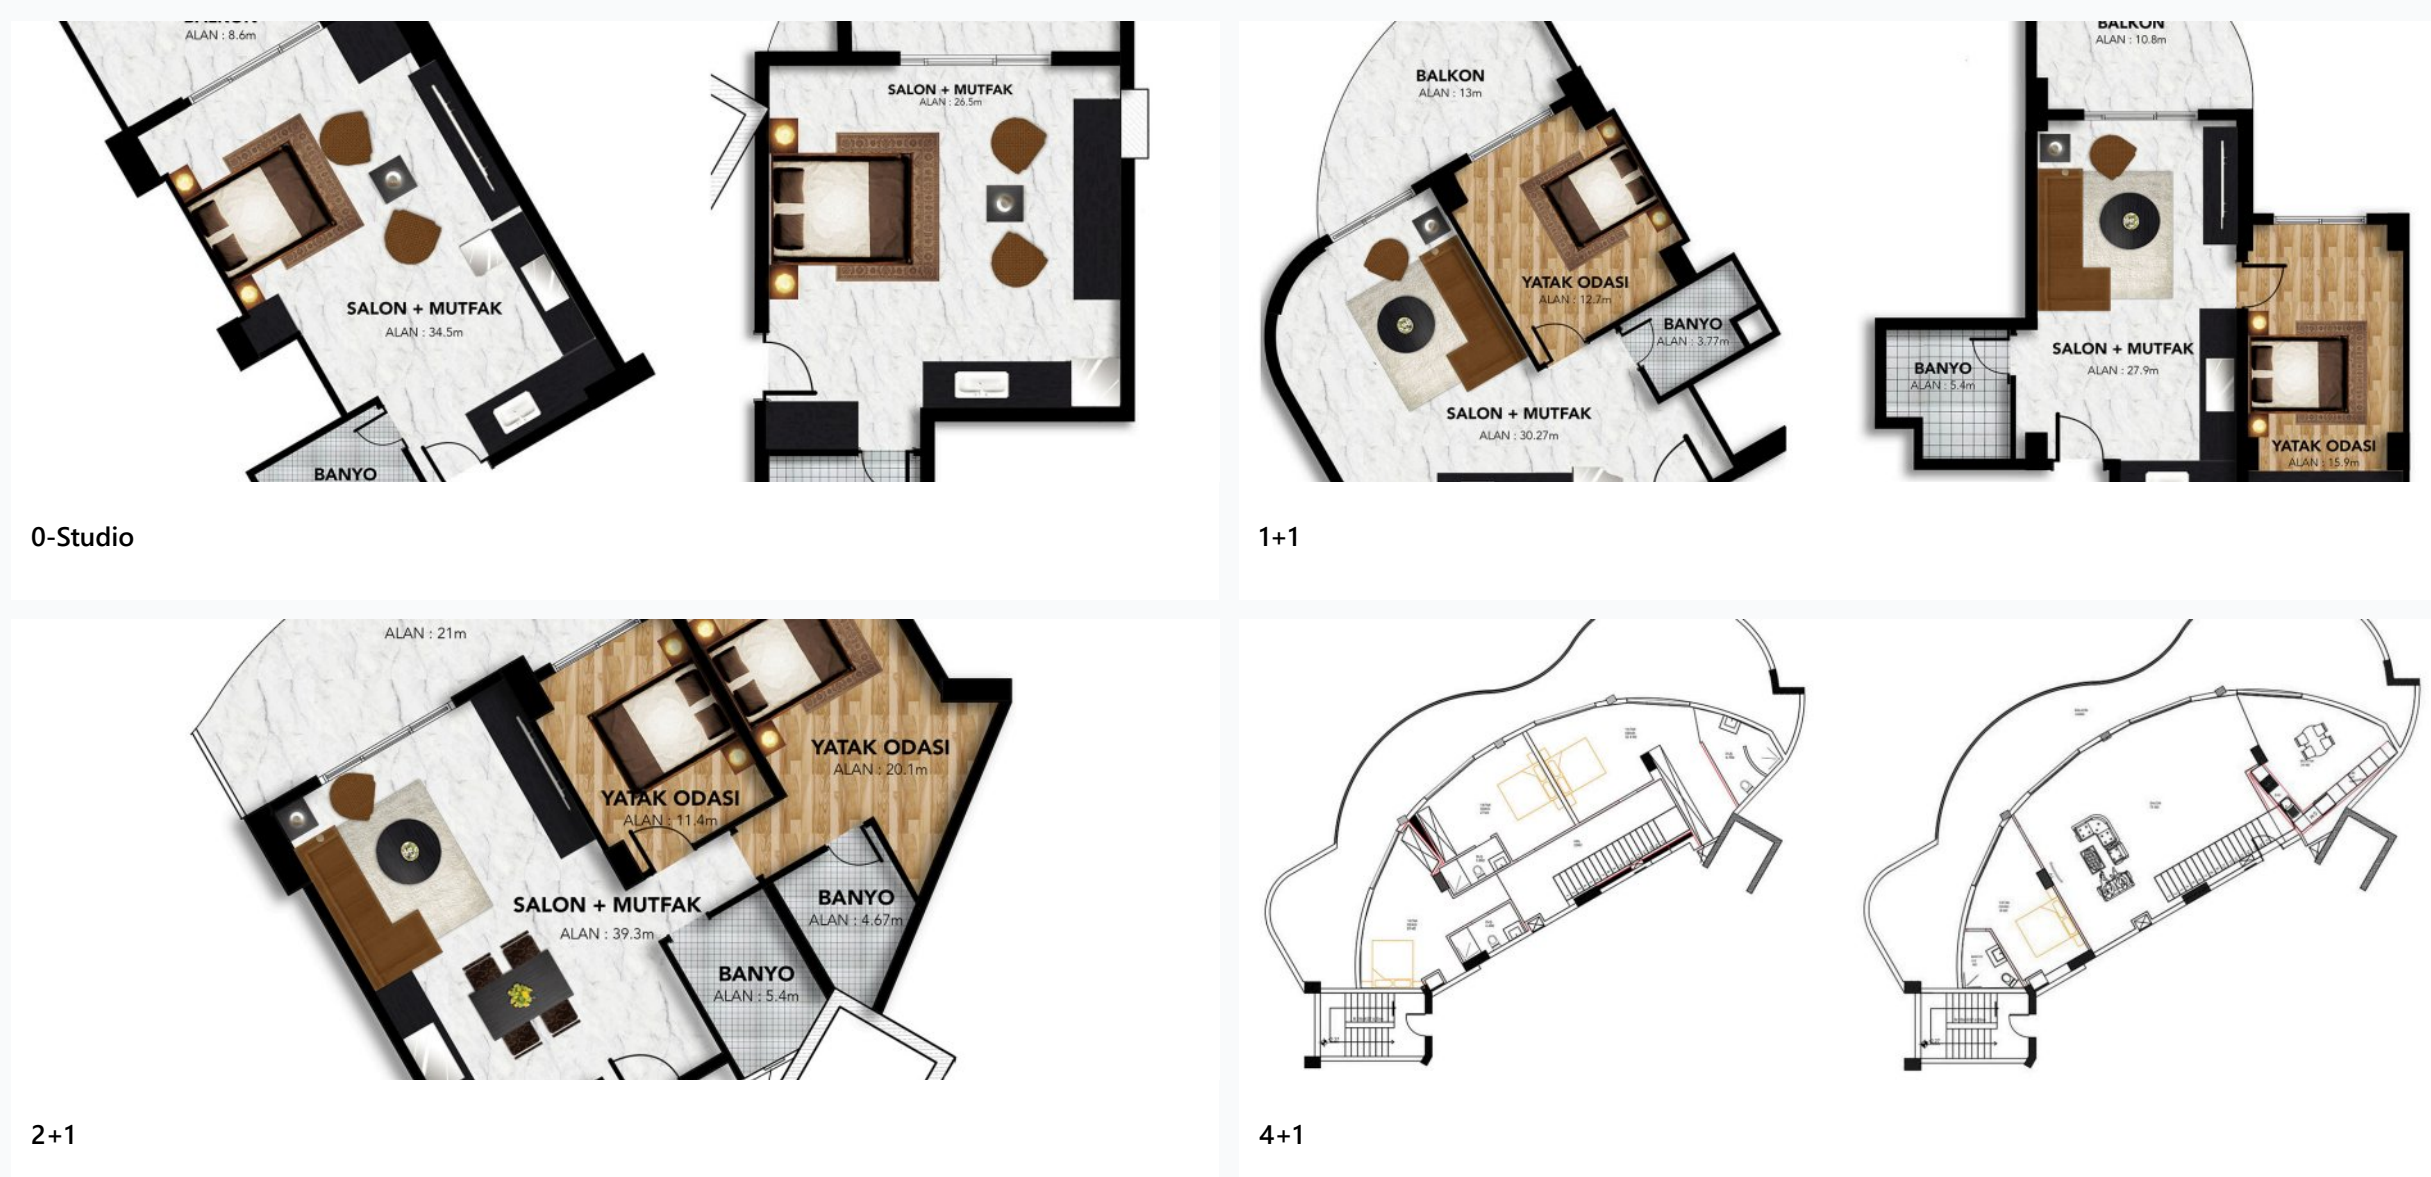 ALAN : 8.6m
SALON + MUTFAK
ALAN : 34.5m
BANYO
SALON + MUTFAK
ALAN : 26.5m
0-Studio
BALKON
ALAN : 13m
YATAK ODASI
ALAN : 12.7m
BANYO
ALAN : 3.77m
SALON + MUTFAK
ALAN : 30.27m
BALKON
ALAN : 10.8m
SALON + MUTFAK
ALAN : 27.9m
BANYO
ALAN : 5.4m
YATAK ODASI
ALAN : 15.9m
1+1
ALAN : 21m
YATAK ODASI
ALAN : 11.4m
YATAK ODASI
ALAN : 20.1m
SALON + MUTFAK
ALAN : 39.3m
BANYO
ALAN : 5.4m
BANYO
ALAN : 4.67m
2+1
4+1